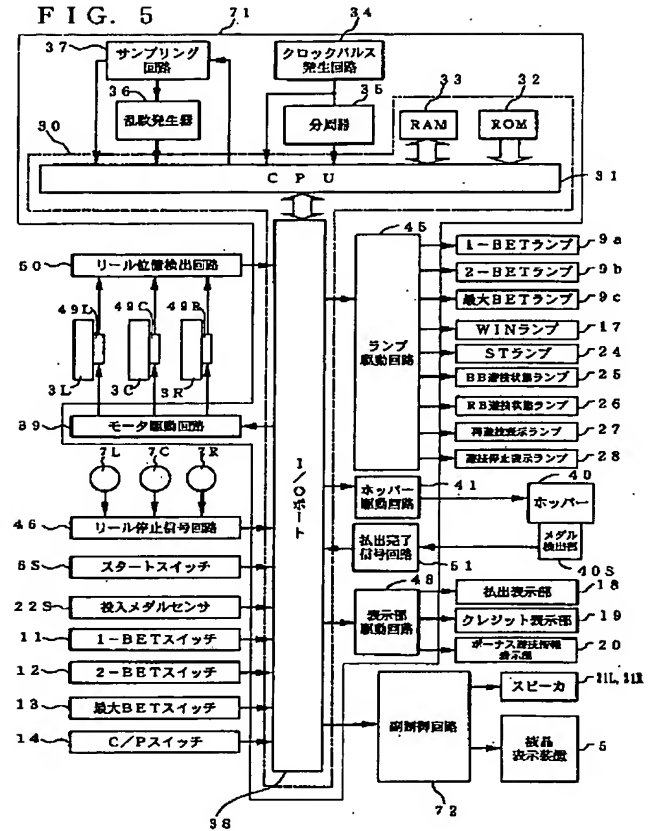 FIG. 5
71
37
サンプリング
回路
34
クロックパルス
発生回路
36
乱数発生器
35
分周器
33
RAM
32
ROM
30
CPU
31
50
リール位置検出回路
49L
49C
49R
3L
3C
3R
39
モータ駆動回路
7L
7C
7R
46
リール停止信号回路
6S
スタートスイッチ
22S
投入メダルセンサ
11
1-BETスイッチ
12
2-BETスイッチ
13
最大BETスイッチ
14
C/Pスイッチ
I/Oポート
38
45
ランプ
駆動回路
1-BETランプ
9a
2-BETランプ
9b
最大BETランプ
9c
WINランプ
17
STランプ
24
BB遊技状態ランプ
25
RB遊技状態ランプ
26
再遊技表示ランプ
27
遊技停止表示ランプ
28
41
ホッパー
駆動回路
40
ホッパー
メダル
検出部
40S
払出完了
信号回路
51
48
表示部
駆動回路
払出表示部
18
クレジット表示部
19
ボーナス遊技情報
表示部
20
副制御回路
72
スピーカ
21L, 21R
液晶
表示装置
5